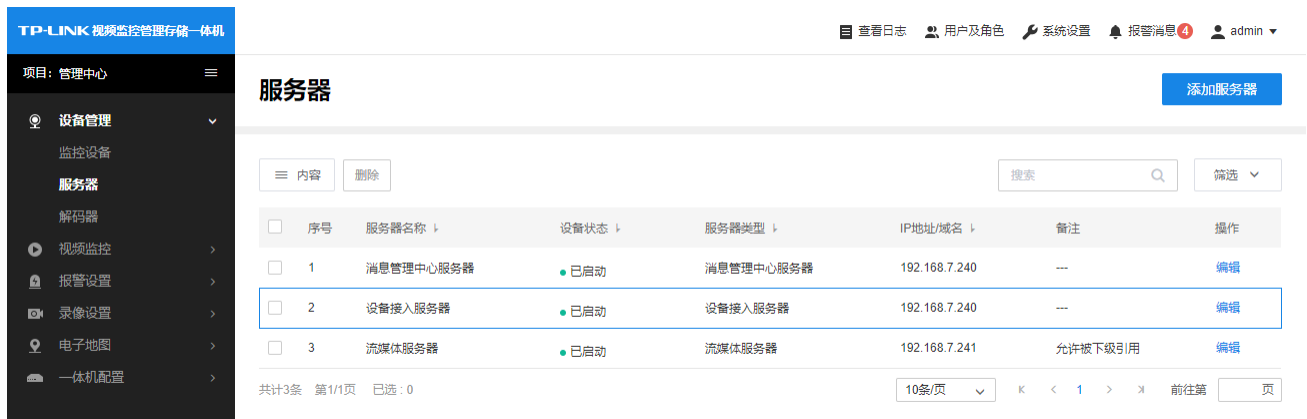 TP-LINK 视频监控管理存储一体机
查看日志 用户及角色 系统设置 报警消息 4 admin
项目: 管理中心
服务器
添加服务器
设备管理
监控设备
服务器
解码器
视频监控
报警设置
录像设置
电子地图
一体机配置
内容 删除 搜索 筛选
序号 服务器名称 设备状态 服务器类型 IP地址/域名 备注 操作
1 消息管理中心服务器 已启动 消息管理中心服务器 192.168.7.240 --- 编辑
2 设备接入服务器 已启动 设备接入服务器 192.168.7.240 --- 编辑
3 流媒体服务器 已启动 流媒体服务器 192.168.7.241 允许被下级引用 编辑
共计3条 第1/1页 已选 : 0 10条/页 1 前往第 页